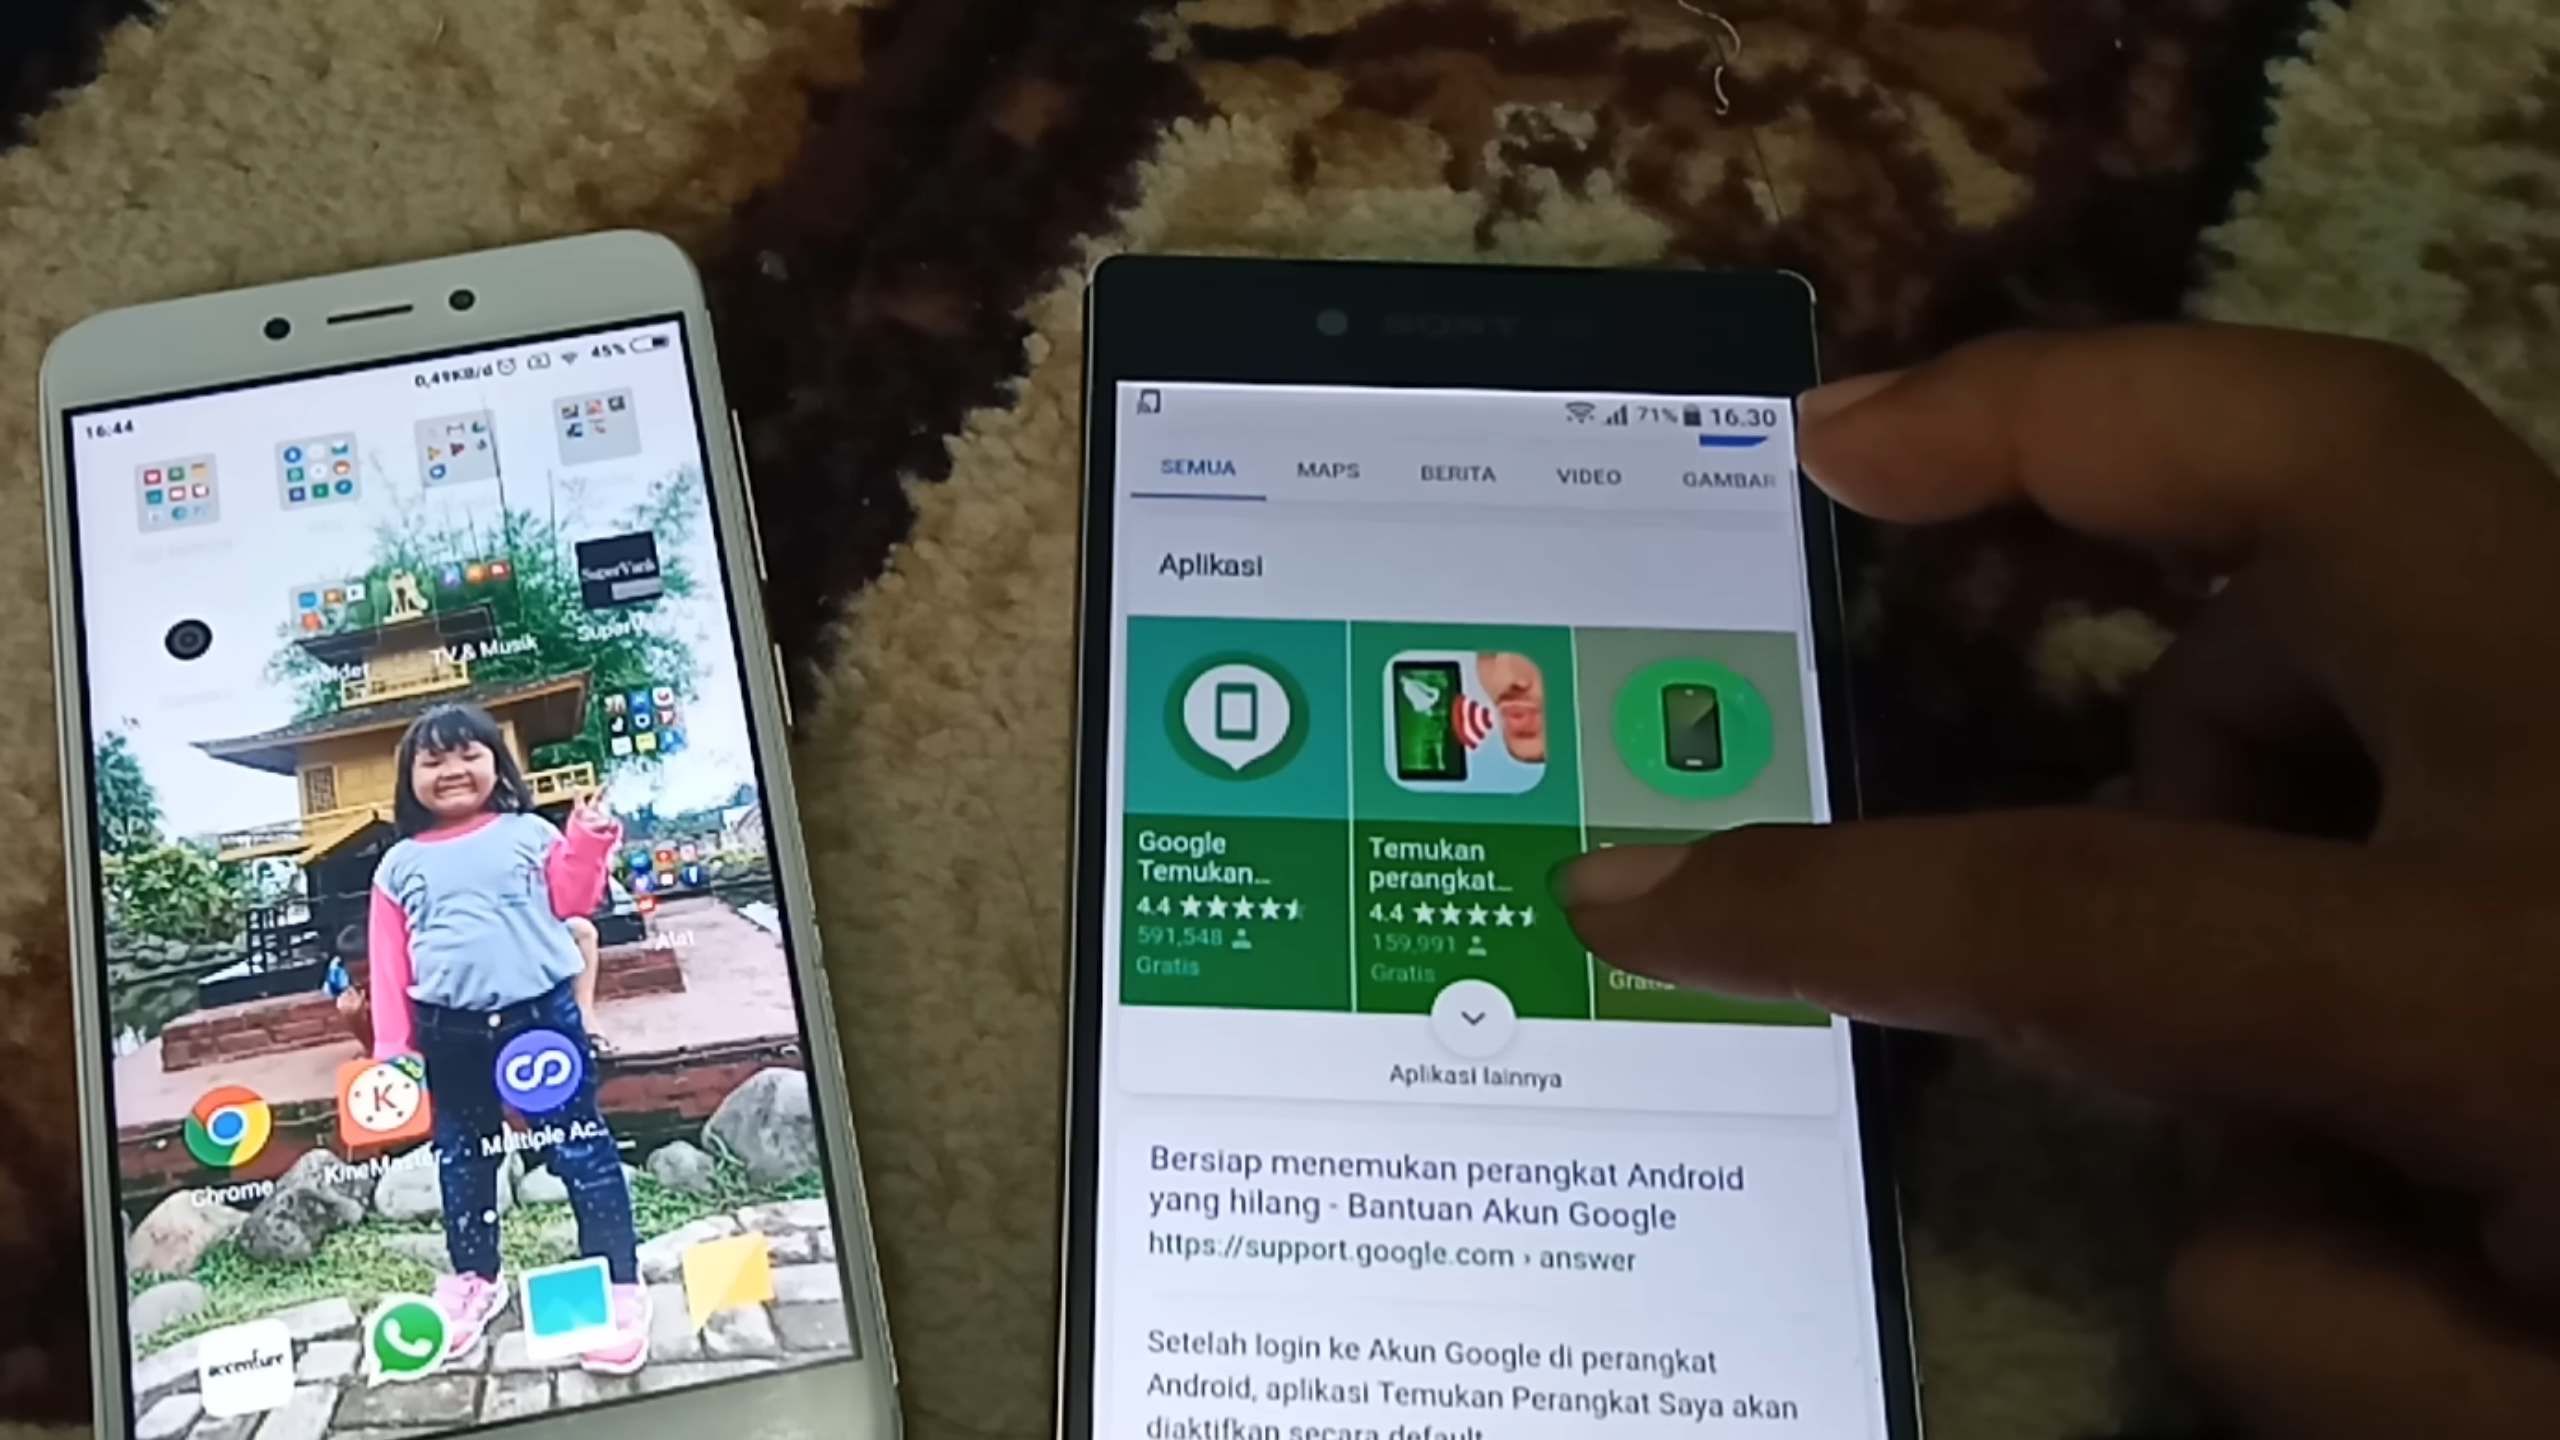 16:44
0,49KB/d
45%
TV & Musik
SuperVank
Alat
Chrome
KineMaster...
Multiple Ac...
accenture
SONY
71% 16.30
SEMUA MAPS BERITA VIDEO GAMBAR
Aplikasi
Google
Temukan...
4.4
591,548
Gratis
Temukan
perangkat...
4.4
159,991
Gratis
Aplikasi lainnya
Bersiap menemukan perangkat Android
yang hilang - Bantuan Akun Google
https://support.google.com › answer
Setelah login ke Akun Google di perangkat
Android, aplikasi Temukan Perangkat Saya akan
diaktifkan secara default